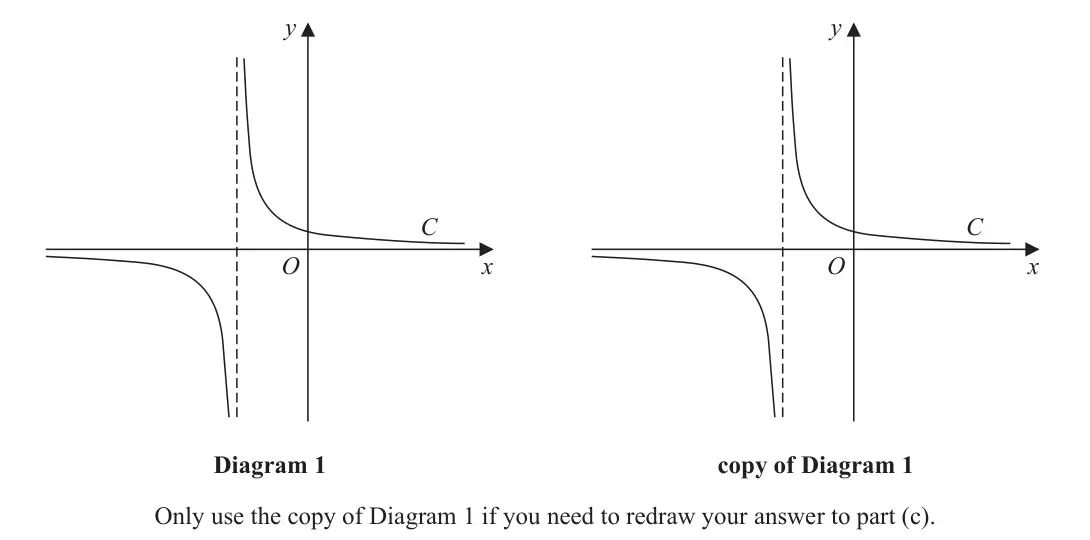 y y
C C
O x O x
Diagram 1 copy of Diagram 1
Only use the copy of Diagram 1 if you need to redraw your answer to part (c).